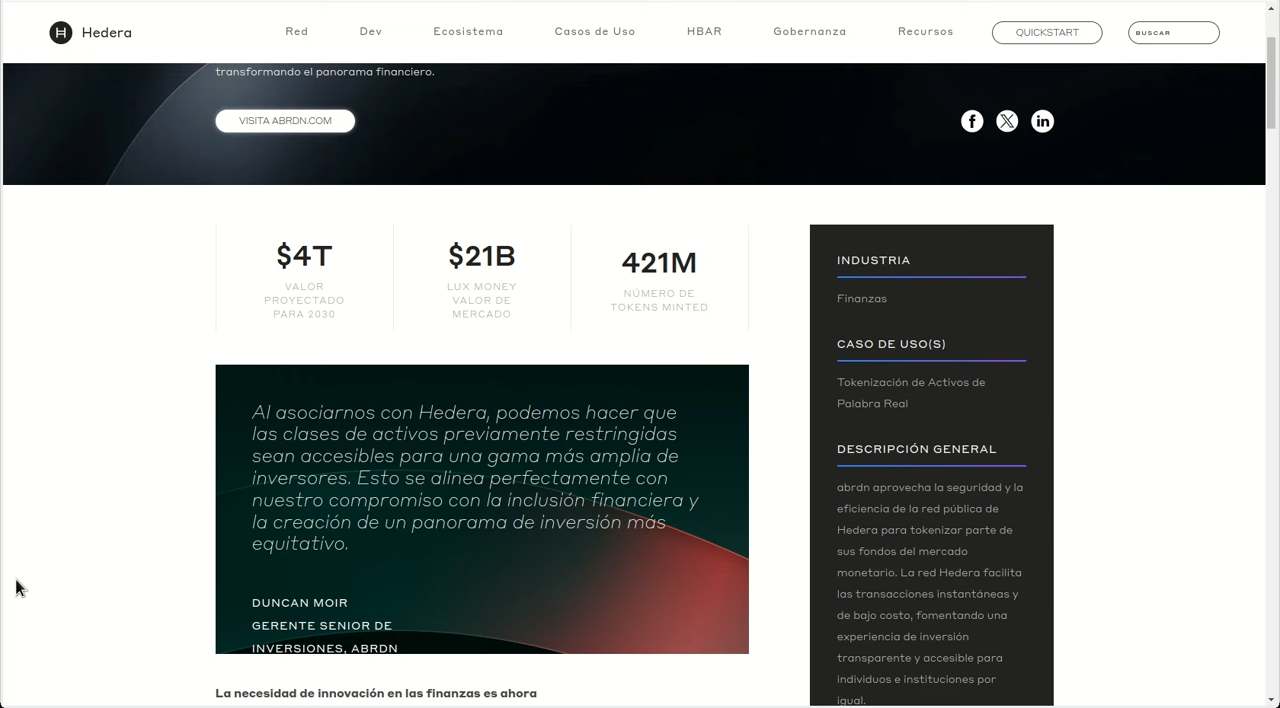 Hedera
Red
Dev
Ecosistema
Casos de Uso
HBAR
Gobernanza
Recursos
QUICKSTART
BUSCAR
transformando el panorama financiero.
VISITA ABRDN.COM
$4T
VALOR
PROYECTADO
PARA 2030
$21B
LUX MONEY
VALOR DE
MERCADO
421M
NÚMERO DE
TOKENS MINTED
Al asociarnos con Hedera, podemos hacer que
las clases de activos previamente restringidas
sean accesibles para una gama más amplia de
inversores. Esto se alinea perfectamente con
nuestro compromiso con la inclusión financiera y
la creación de un panorama de inversión más
equitativo.
DUNCAN MOIR
GERENTE SENIOR DE
INVERSIONES, ABRDN
La necesidad de innovación en las finanzas es ahora
INDUSTRIA
Finanzas
CASO DE USO(S)
Tokenización de Activos de
Palabra Real
DESCRIPCIÓN GENERAL
abrdn aprovecha la seguridad y la
eficiencia de la red pública de
Hedera para tokenizar parte de
sus fondos del mercado
monetario. La red Hedera facilita
las transacciones instantáneas y
de bajo costo, fomentando una
experiencia de inversión
transparente y accesible para
individuos e instituciones por
igual.